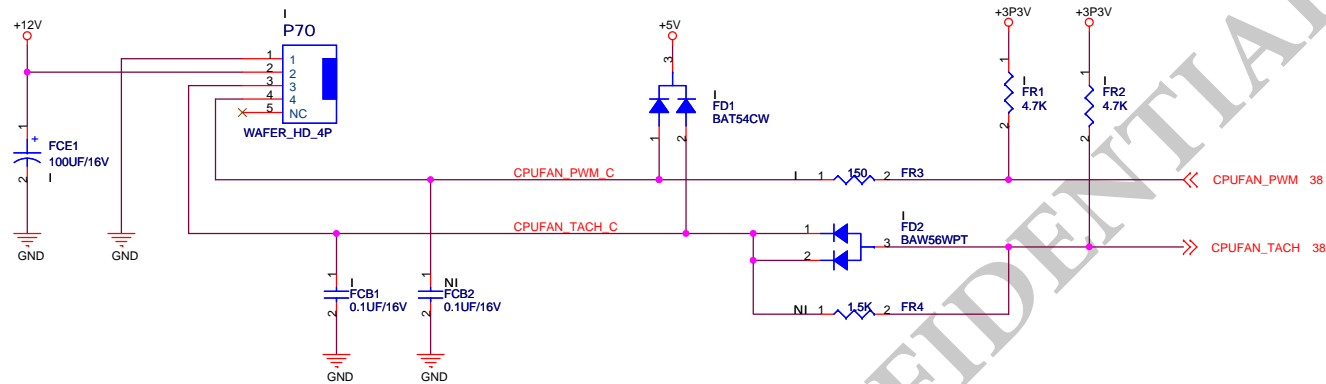 +12V
I
P70
1 1
2 2
3 3
4 4
5 NC
WAFER_HD_4P
1
+
FCE1
100UF/16V
2
I
GND
GND
+5V
3
I
FD1
BAT54CW
1 2
+3P3V
+3P3V
1
I
FR1
4.7K
2
1
I
FR2
4.7K
2
CPUFAN_PWM_C
I 1 150 2 FR3
CPUFAN_PWM 38
CPUFAN_TACH_C
I
FD2
BAW56WPT
1
2
3
CPUFAN_TACH 38
1
I
FCB1
0.1UF/16V
2
GND
1
NI
FCB2
0.1UF/16V
2
GND
NI 1 1.5K 2 FR4
FIDENTIAL